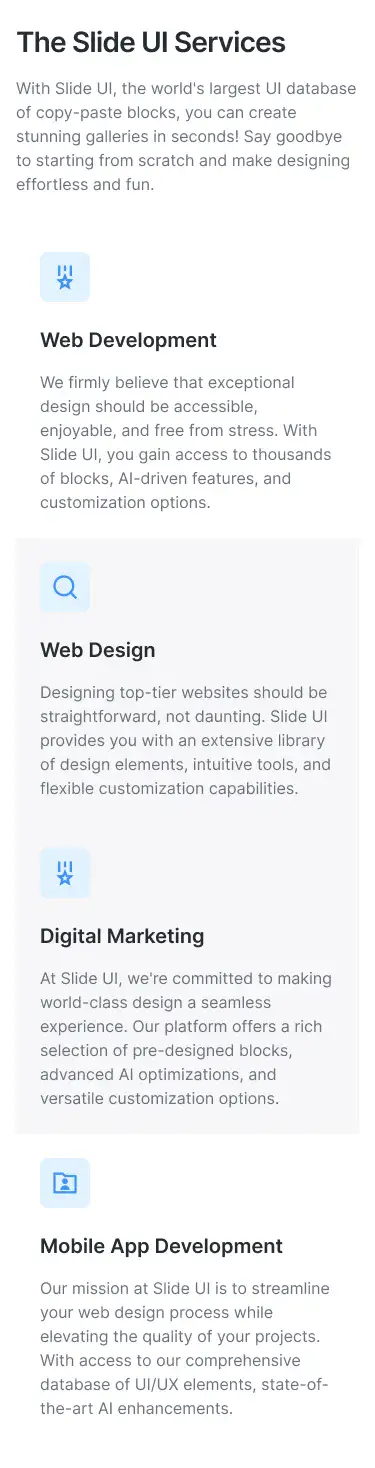 The Slide UI Services
With Slide UI, the world's largest UI database
of copy-paste blocks, you can create
stunning galleries in seconds! Say goodbye
to starting from scratch and make designing
effortless and fun.
Web Development
We firmly believe that exceptional
design should be accessible,
enjoyable, and free from stress. With
Slide UI, you gain access to thousands
of blocks, AI-driven features, and
customization options.
Web Design
Designing top-tier websites should be
straightforward, not daunting. Slide UI
provides you with an extensive library
of design elements, intuitive tools, and
flexible customization capabilities.
Digital Marketing
At Slide UI, we're committed to making
world-class design a seamless
experience. Our platform offers a rich
selection of pre-designed blocks,
advanced AI optimizations, and
versatile customization options.
Mobile App Development
Our mission at Slide UI is to streamline
your web design process while
elevating the quality of your projects.
With access to our comprehensive
database of UI/UX elements, state-of-
the-art AI enhancements.